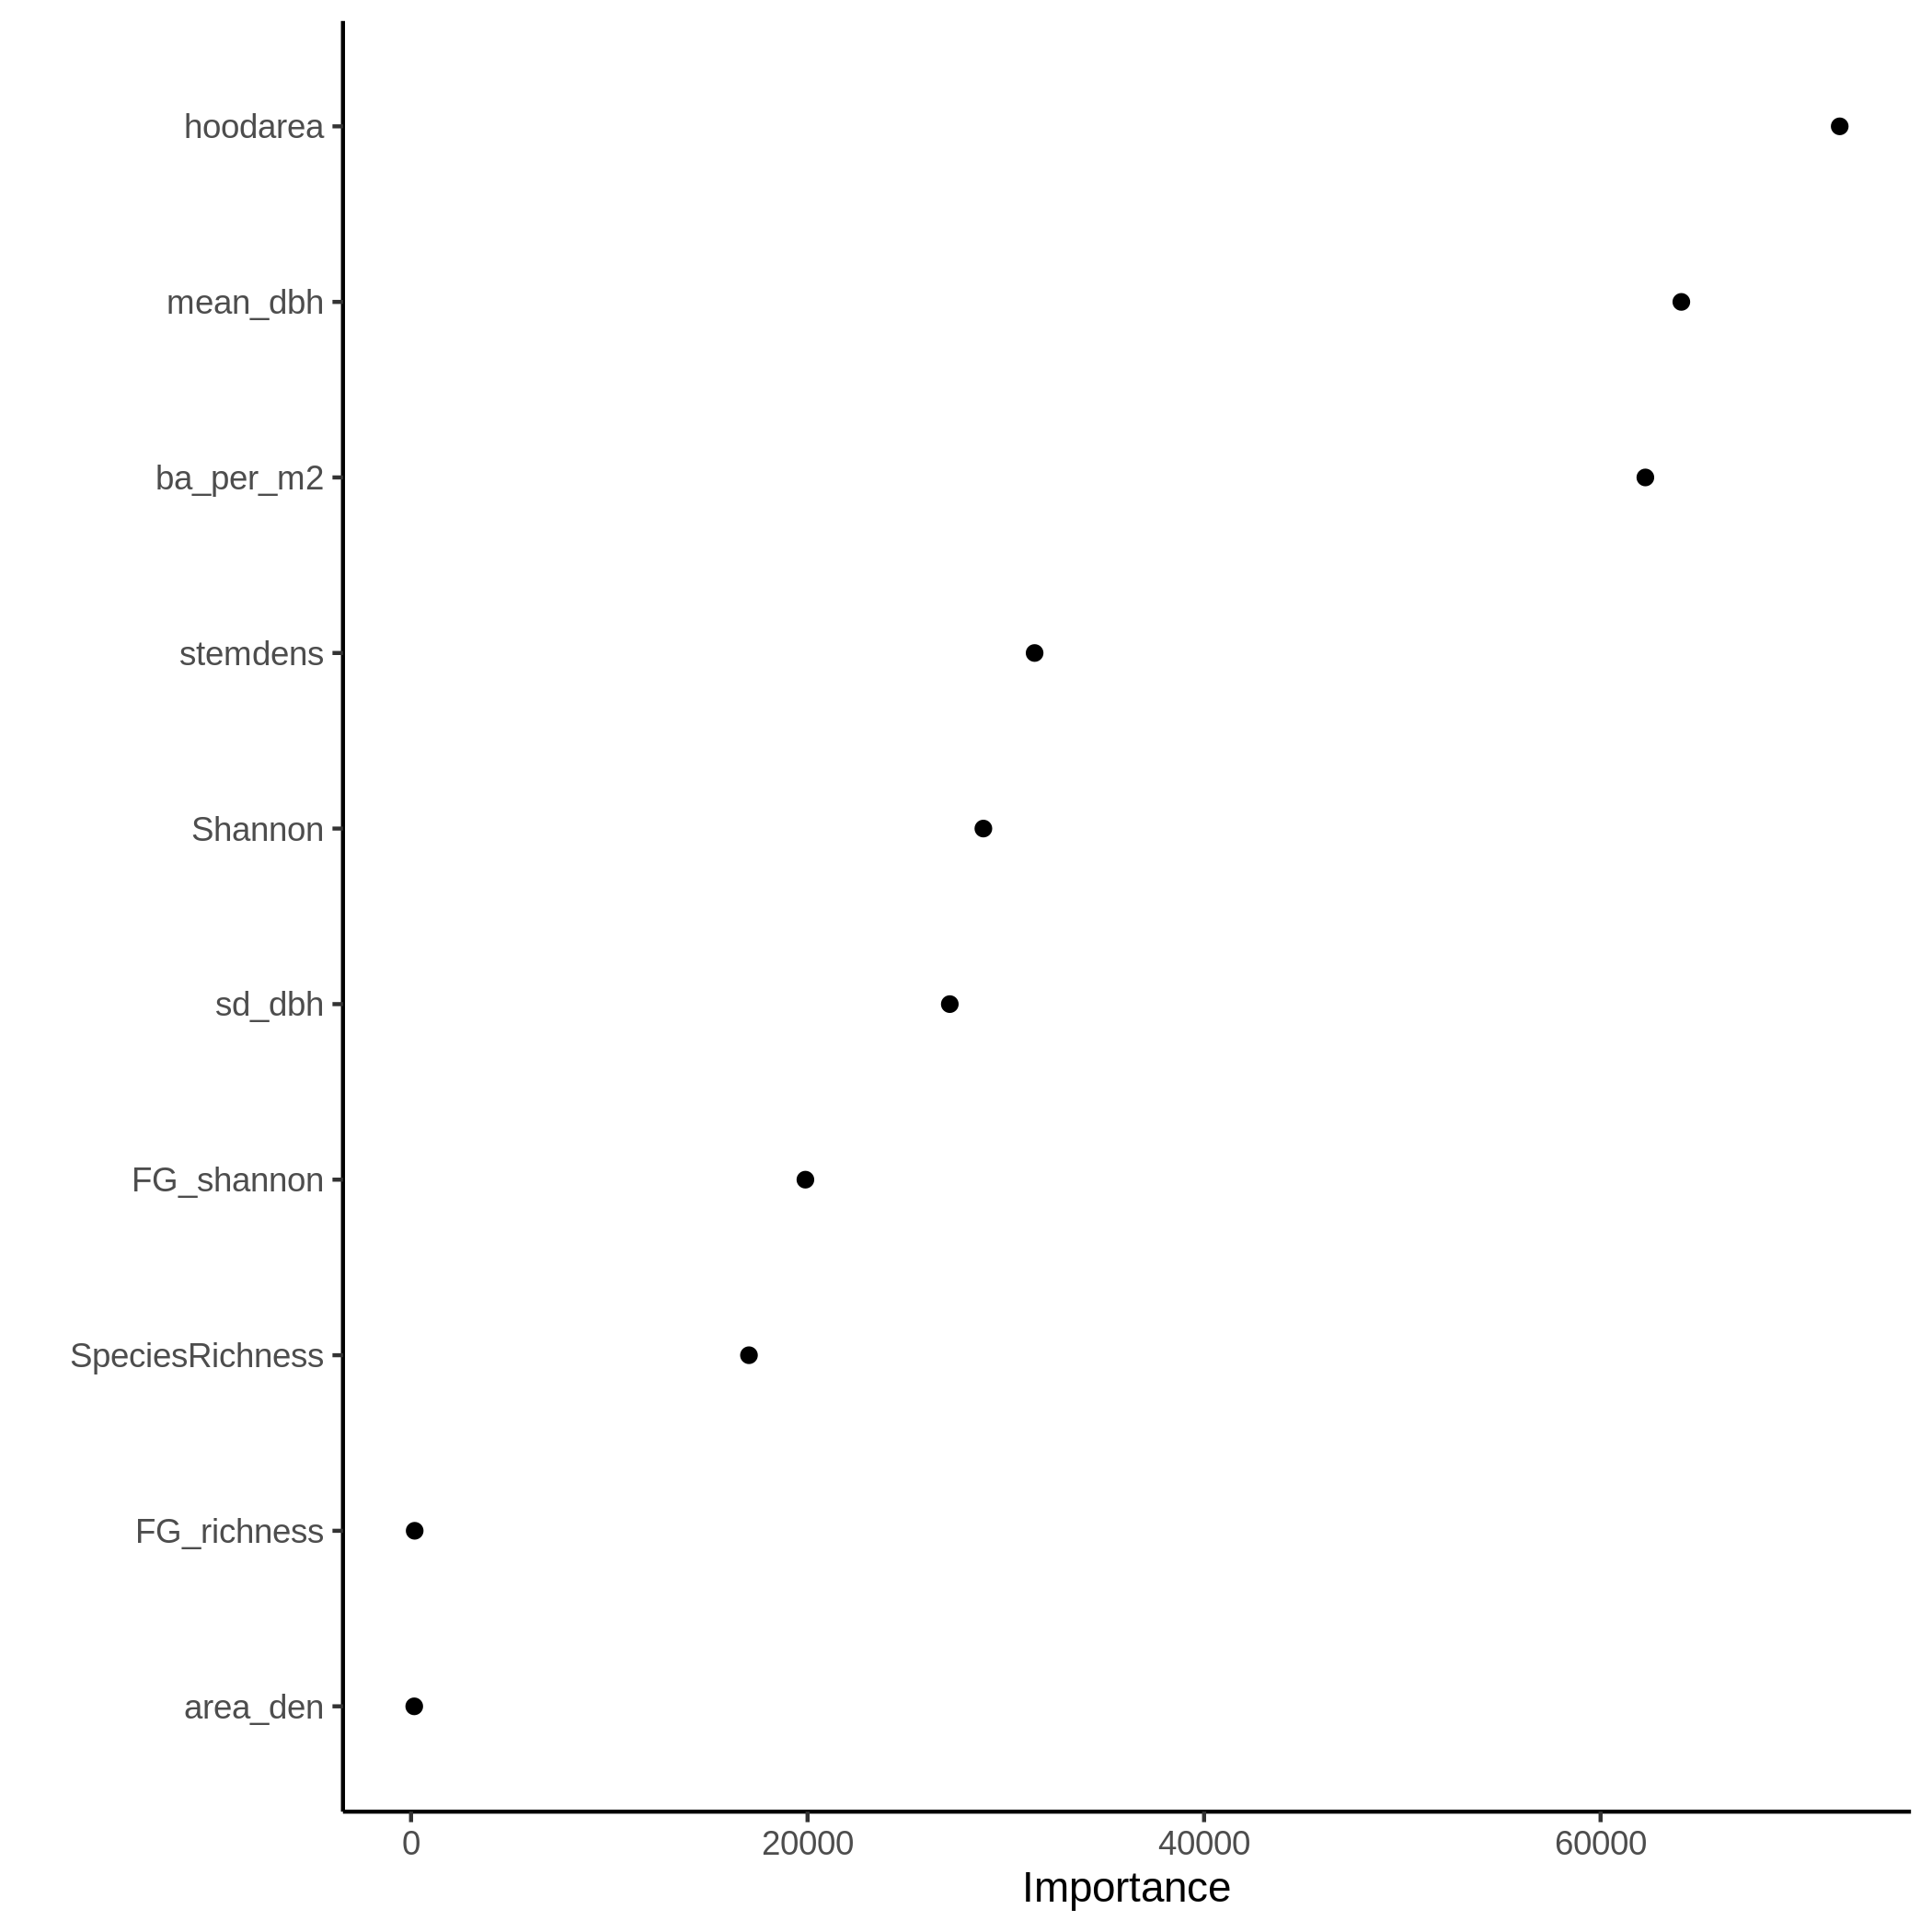 hoodarea
mean_dbh
ba_per_m2
stemdens
Shannon
sd_dbh
FG_shannon
SpeciesRichness
FG_richness
area_den
0 20000 40000 60000
Importance